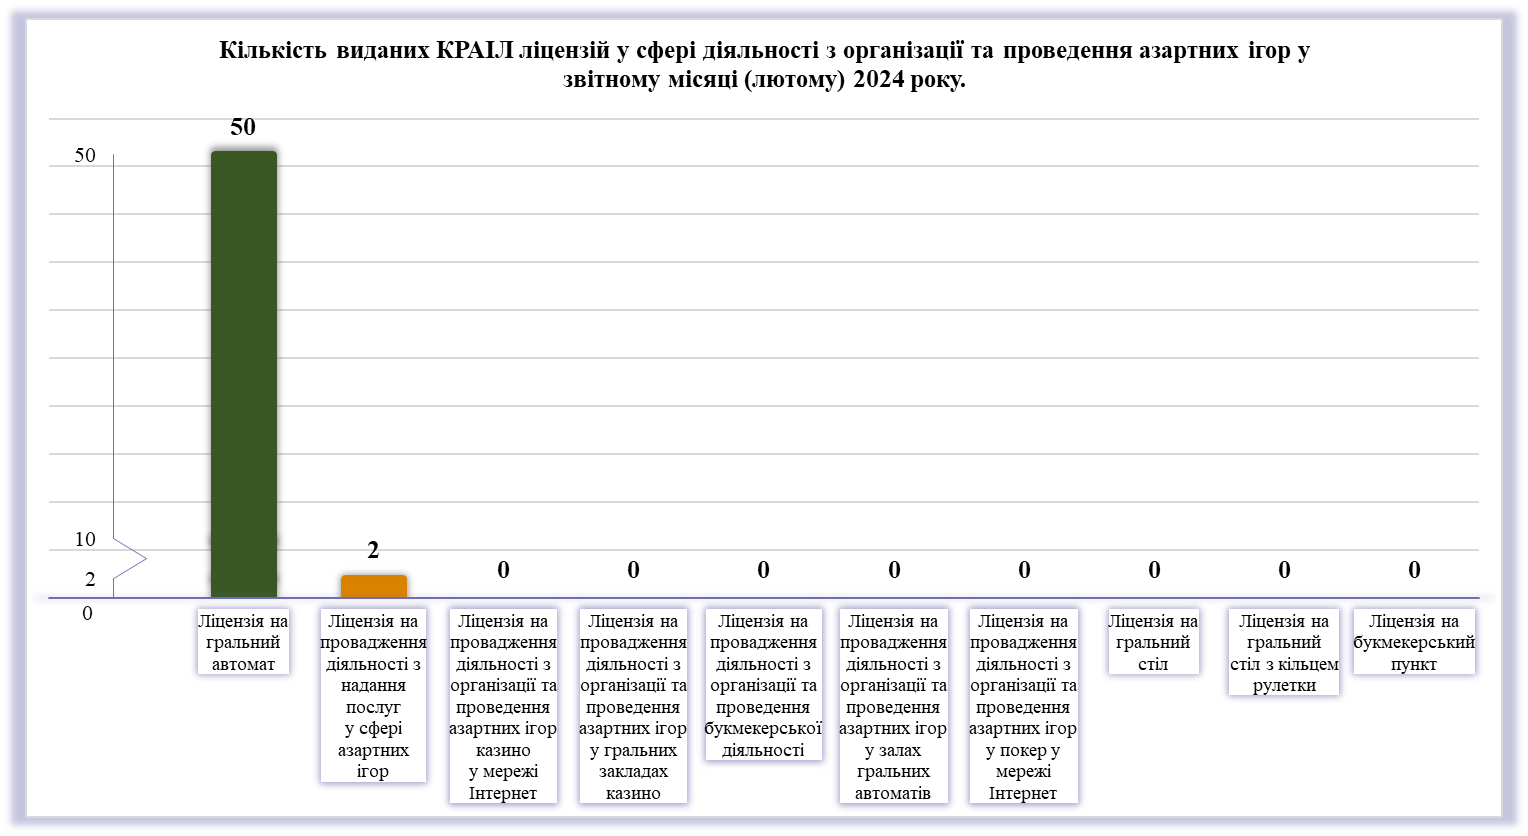 Кількість виданих КРАІЛ ліцензій у сфері діяльності з організації та проведення азартних ігор у
звітному місяці (лютому) 2024 року.
50
50
10
2
0
2
0
0
0
0
0
0
0
0
Ліцензія на
гральний
автомат
Ліцензія на
провадження
діяльності з
надання
послуг
у сфері
азартних
ігор
Ліцензія на
провадження
діяльності з
організації та
проведення
азартних ігор
казино
у мережі
Інтернет
Ліцензія на
провадження
діяльності з
організації та
проведення
азартних ігор
у гральних
закладах
казино
Ліцензія на
провадження
діяльності з
організації та
проведення
букмекерської
діяльності
Ліцензія на
провадження
діяльності з
організації та
проведення
азартних ігор
у залах
гральних
автоматів
Ліцензія на
провадження
діяльності з
організації та
проведення
азартних ігор
у покер у
мережі
Інтернет
Ліцензія на
гральний
стіл
Ліцензія на
гральний
стіл з кільцем
рулетки
Ліцензія на
букмекерський
пункт